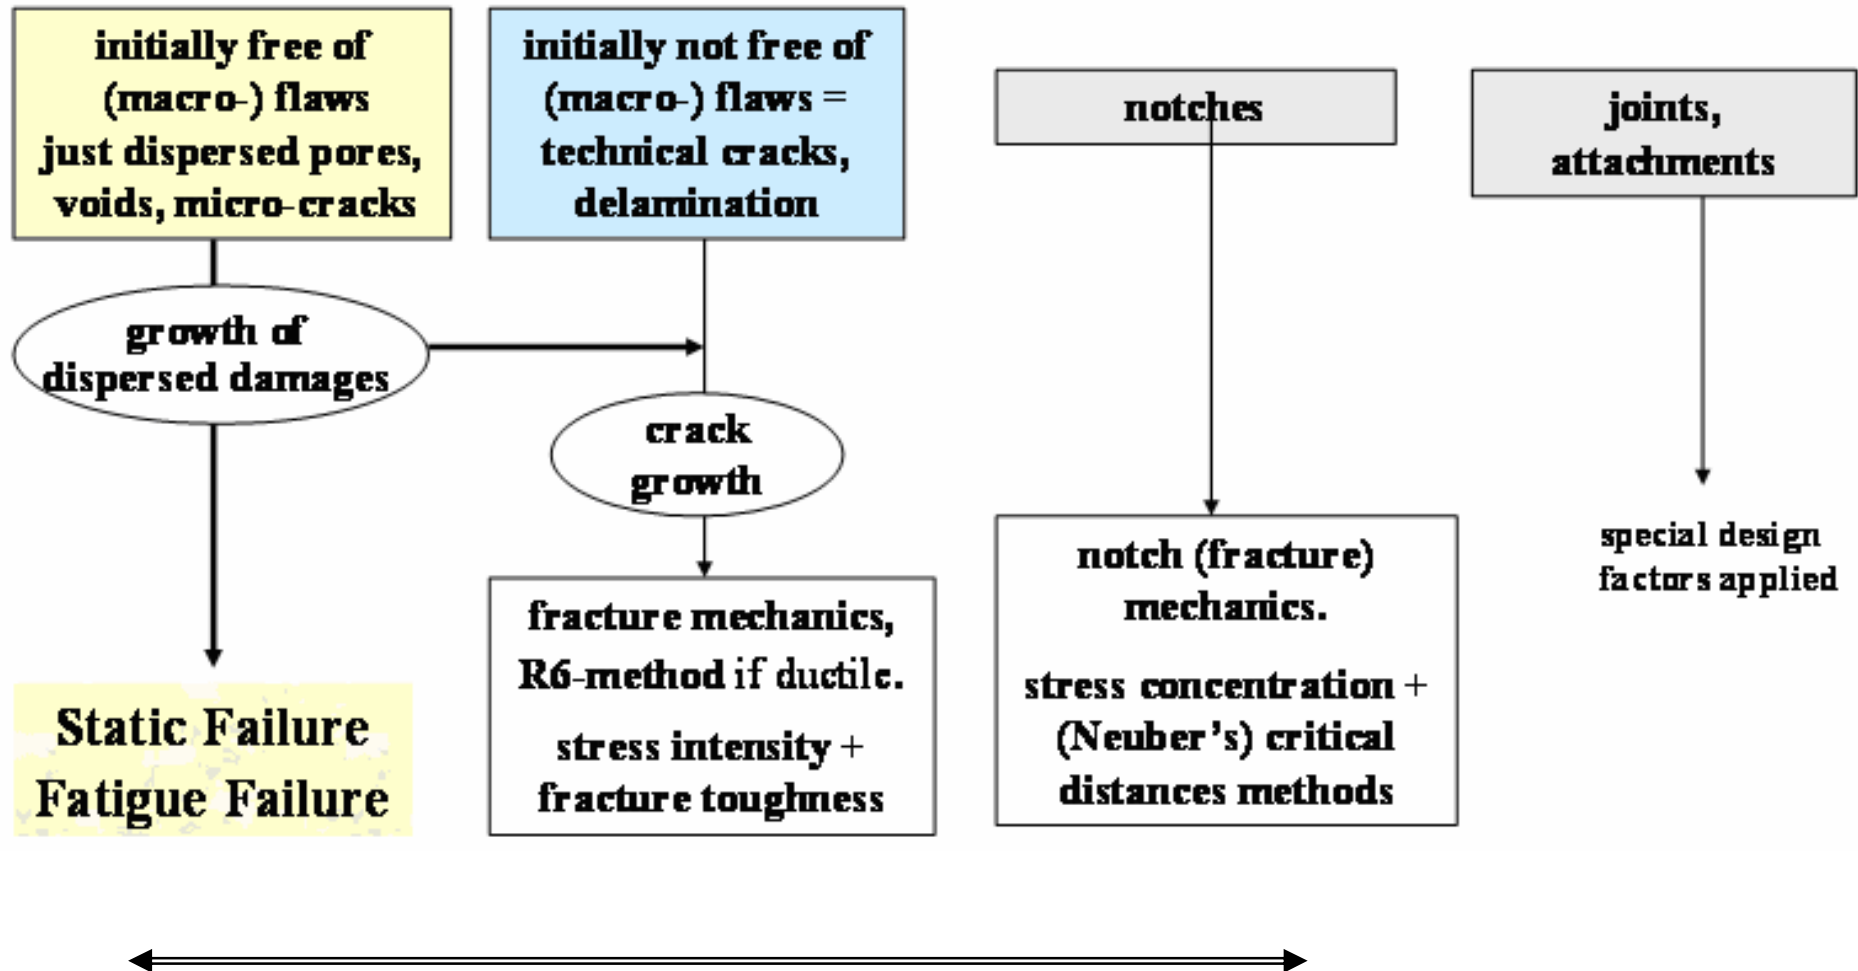 initially free of
(macro-) flaws
just dispersed pores,
voids, micro-cracks
initially not free of
(macro-) flaws =
technical cracks,
delamination
notches
joints,
attachments
growth of
dispersed damages
crack
growth
Static Failure
Fatigue Failure
fracture mechanics,
R6-method if ductile.
stress intensity +
fracture toughness
notch (fracture)
mechanics.
stress concentration +
(Neuber's) critical
distances methods
special design
factors applied